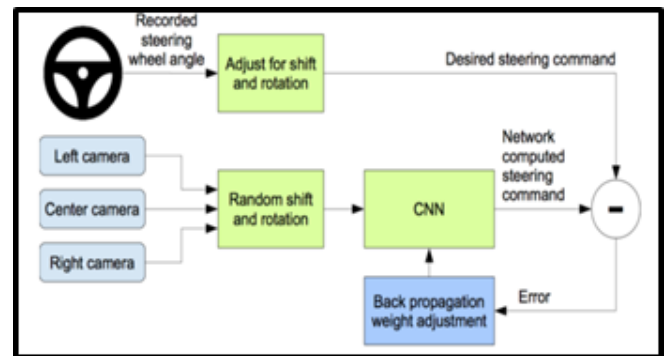 Recorded
steering
wheel angle
Adjust for shift
and rotation
Desired steering command
Left camera
Center camera
Right camera
Random shift
and rotation
CNN
Network
computed
steering
command
-
Back propagation
weight adjustment
Error